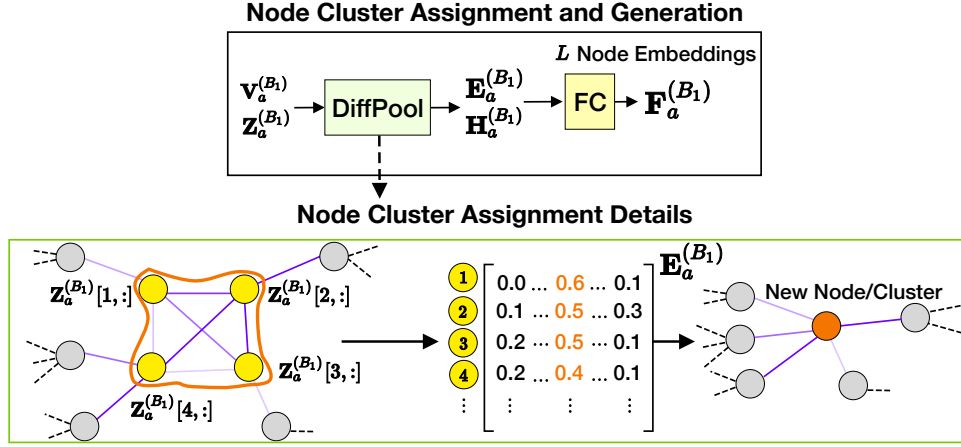 Node Cluster Assignment and Generation
L Node Embeddings
V_a^(B_1)
Z_a^(B_1)
DiffPool
E_a^(B_1)
H_a^(B_1)
FC
F_a^(B_1)
Node Cluster Assignment Details
Z_a^(B_1)[1,:]
Z_a^(B_1)[2,:]
Z_a^(B_1)[3,:]
Z_a^(B_1)[4,:]
1 0.0 ... 0.6 ... 0.1
2 0.1 ... 0.5 ... 0.3
3 0.2 ... 0.5 ... 0.1
4 0.2 ... 0.4 ... 0.1
⋮ ⋮ ⋮ ⋮
E_a^(B_1)
New Node/Cluster